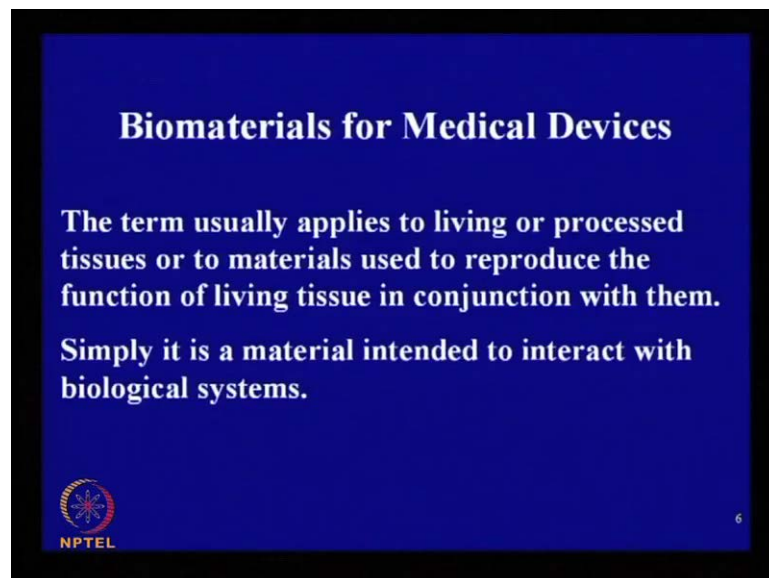 Biomaterials for Medical Devices
The term usually applies to living or processed
tissues or to materials used to reproduce the
function of living tissue in conjunction with them.
Simply it is a material intended to interact with
biological systems.
NPTEL
6